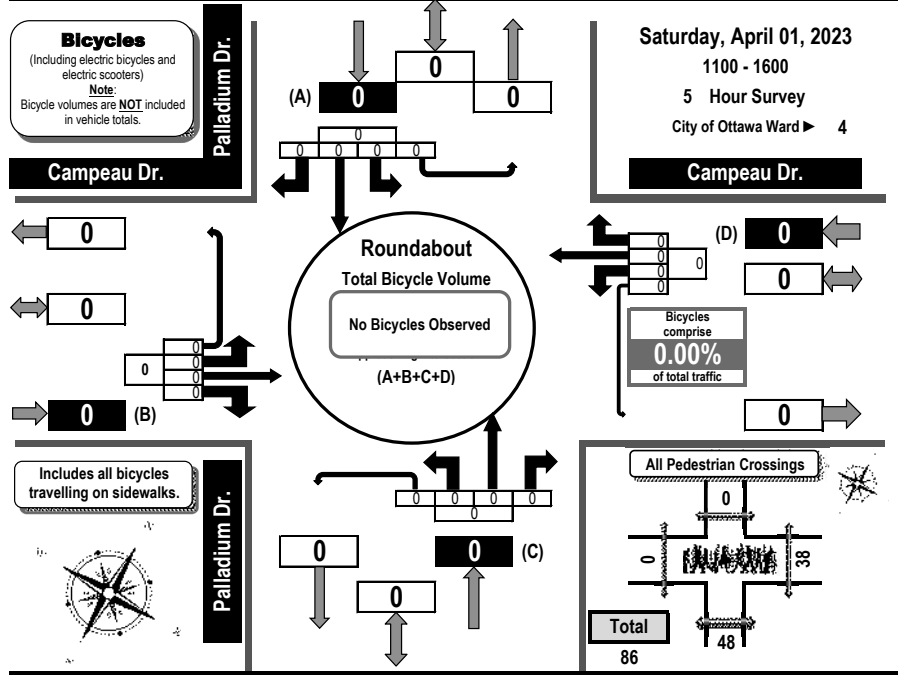 Bicycles
(Including electric bicycles and
electric scooters)
Note:
Bicycle volumes are NOT included
in vehicle totals.
Palladium Dr.
Campeau Dr.
0
(A) 0
0
0
0 0 0 0
Saturday, April 01, 2023
1100 - 1600
5 Hour Survey
City of Ottawa Ward ► 4
Campeau Dr.
0
0
0
0
0
0
0
0 (B)
Roundabout
Total Bicycle Volume
No Bicycles Observed
(A+B+C+D)
(D) 0
0
0
0
0
0
0
Bicycles
comprise
0.00%
of total traffic
0
Includes all bicycles
travelling on sidewalks.
Palladium Dr.
0 0 0 0
0
0
0 (C)
0
All Pedestrian Crossings
0
0
38
48
Total
86